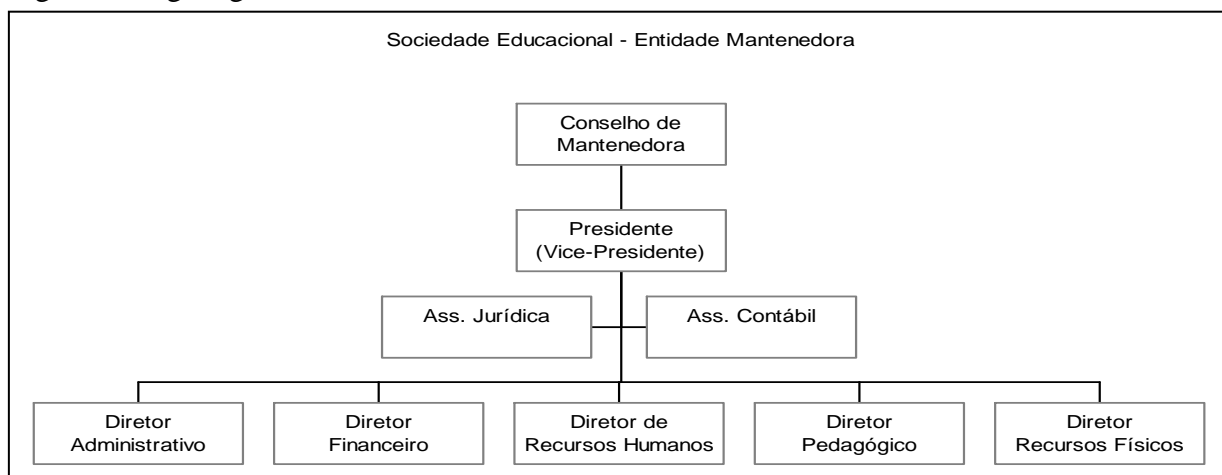 Sociedade Educacional - Entidade Mantenedora
Conselho de
Mantenedora
Presidente
(Vice-Presidente)
Ass. Jurídica
Ass. Contábil
Diretor
Administrativo
Diretor
Financeiro
Diretor de
Recursos Humanos
Diretor
Pedagógico
Diretor
Recursos Físicos